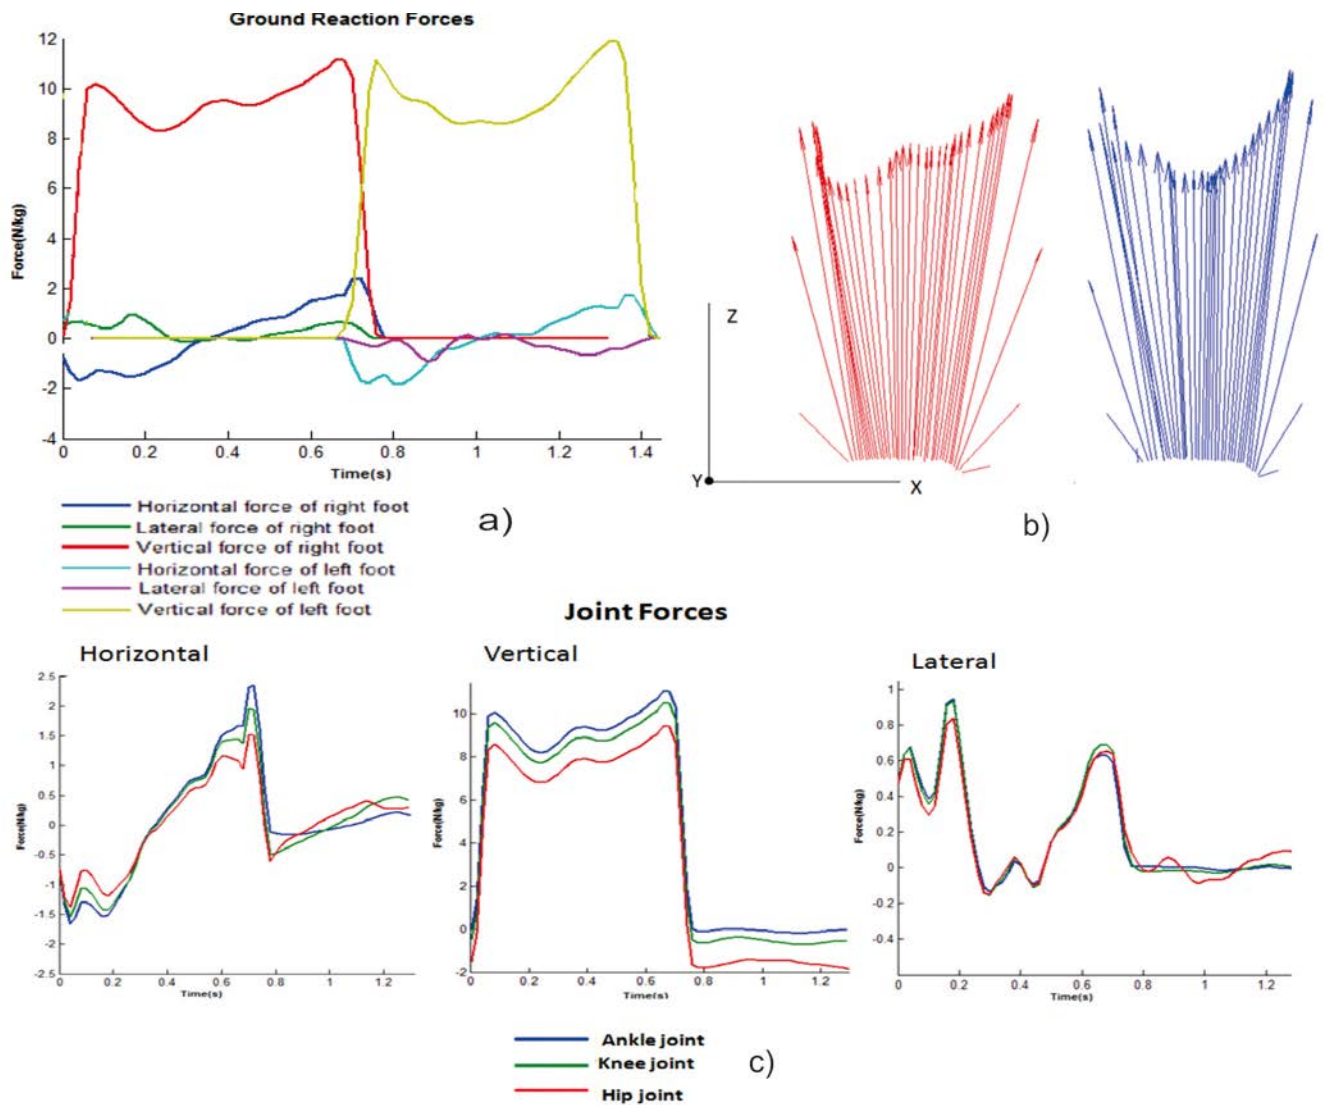 Ground Reaction Forces
12
10
8
6
4
2
0
-2
-4
Force(N/kg)
0 0.2 0.4 0.6 0.8 1 1.2 1.4
Time(s)
Horizontal force of right foot
Lateral force of right foot
Vertical force of right foot
Horizontal force of left foot
Lateral force of left foot
Vertical force of left foot
a)
Z
Y
X
b)
Joint Forces
Horizontal
2.5
2
1.5
1
0.5
0
-0.5
-1
-1.5
-2
-2.5
Force(N/kg)
0 0.2 0.4 0.6 0.8 1 1.2
Time(s)
Vertical
10
8
6
4
2
0
-2
Force(N/kg)
0 0.2 0.4 0.6 0.8 1 1.2
Time(s)
Lateral
1
0.8
0.6
0.4
0.2
0
-0.2
-0.4
Force(N/kg)
0 0.2 0.4 0.6 0.8 1 1.2
Time(s)
Ankle joint
Knee joint
Hip joint
c)